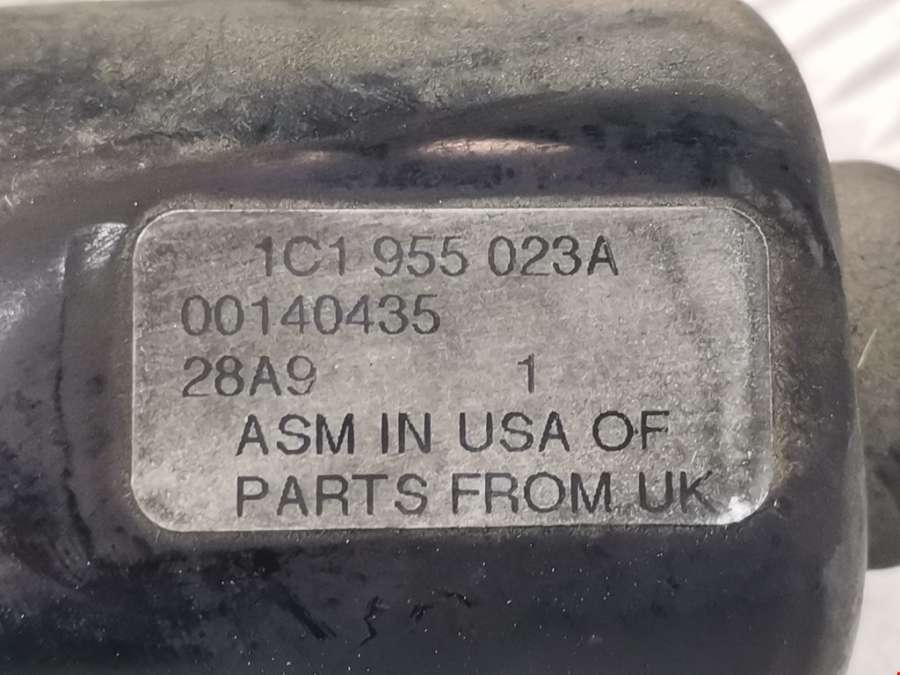 1C1 955 023A
00140435
28A9 1
ASM IN USA OF
PARTS FROM UK